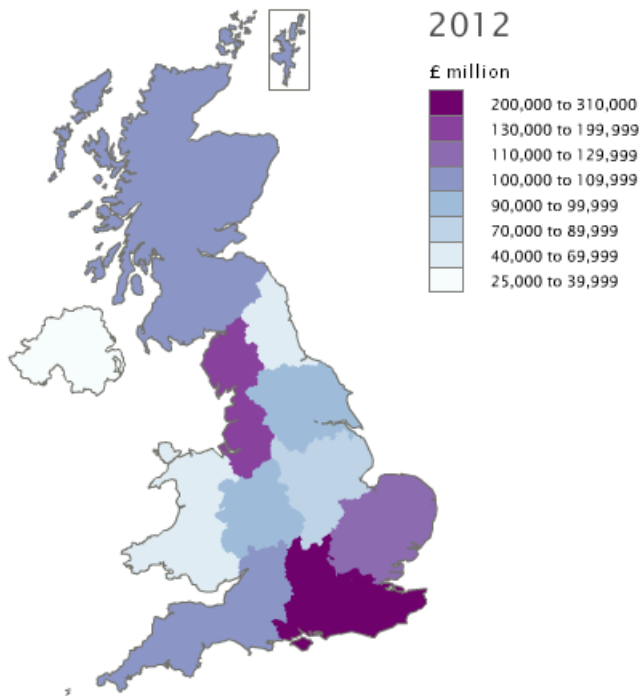 2012
£ million
200,000 to 310,000
130,000 to 199,999
110,000 to 129,999
100,000 to 109,999
90,000 to 99,999
70,000 to 89,999
40,000 to 69,999
25,000 to 39,999